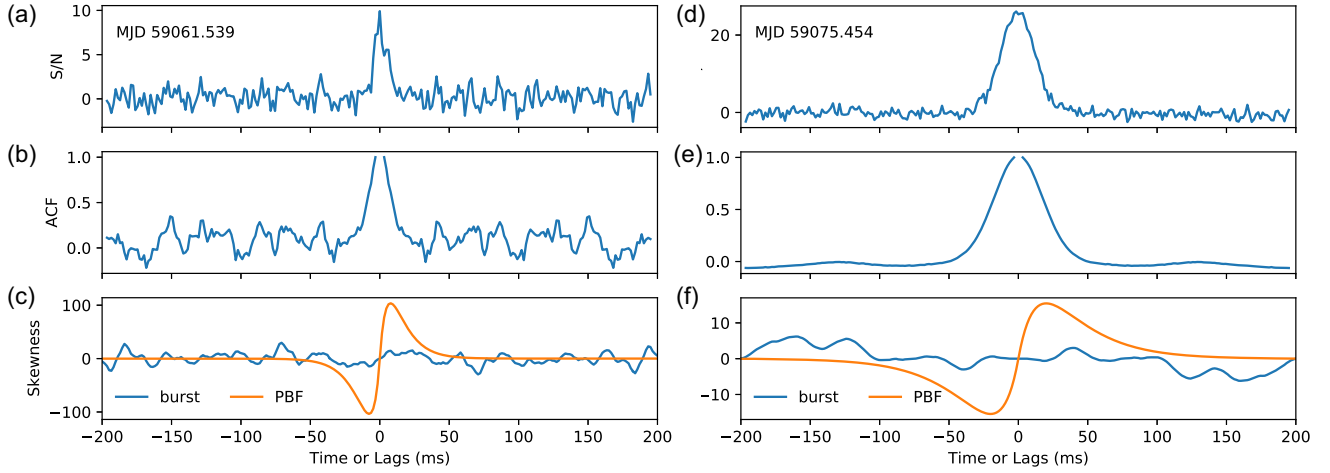 (a)
10
5
0
S/N
MJD 59061.539
(b)
1.0
0.5
0.0
ACF
(c)
100
0
−100
Skewness
burst
PBF
−200 −150 −100 −50 0 50 100 150 200
Time or Lags (ms)
(d)
20
0
MJD 59075.454
(e)
1.0
0.5
0.0
(f)
10
0
−10
burst
PBF
−200 −150 −100 −50 0 50 100 150 200
Time or Lags (ms)